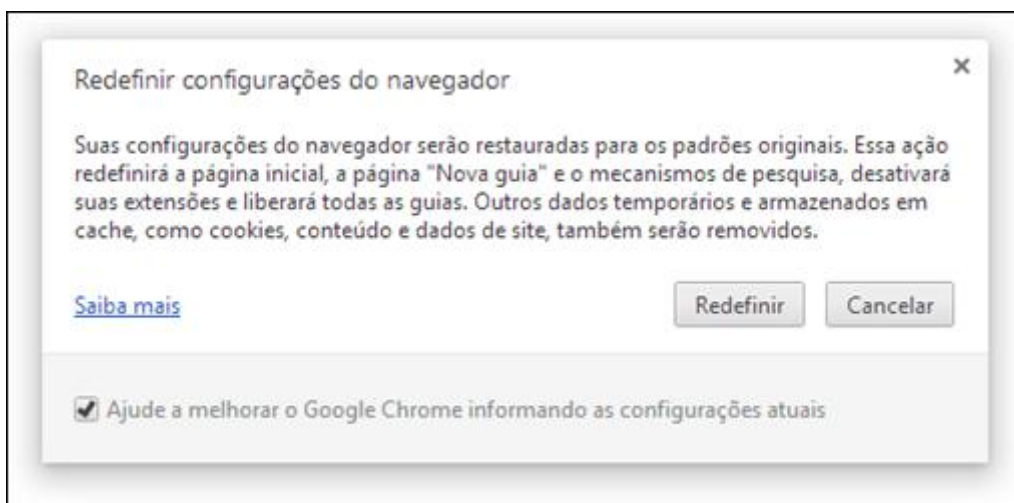 Redefinir configurações do navegador
Suas configurações do navegador serão restauradas para os padrões originais. Essa ação
redefinirá a página inicial, a página "Nova guia" e o mecanismos de pesquisa, desativará
suas extensões e liberará todas as guias. Outros dados temporários e armazenados em
cache, como cookies, conteúdo e dados de site, também serão removidos.
Saiba mais
Redefinir
Cancelar
Ajude a melhorar o Google Chrome informando as configurações atuais